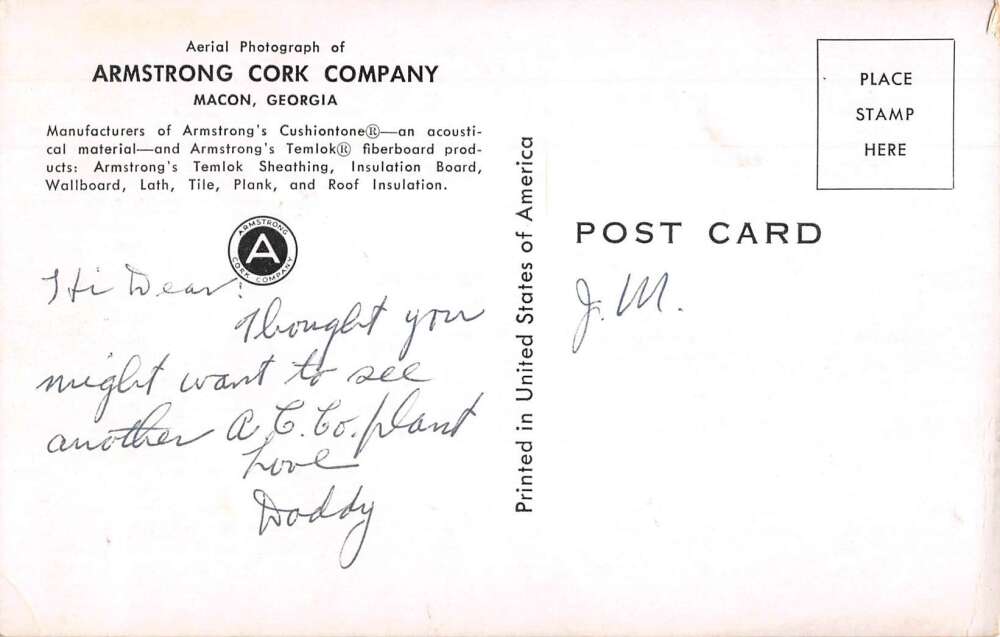 Aerial Photograph of
ARMSTRONG CORK COMPANY
MACON, GEORGIA
Manufacturers of Armstrong's Cushiontone®—an acousti-
cal material—and Armstrong's Temlok® fiberboard prod-
ucts: Armstrong's Temlok Sheathing, Insulation Board,
Wallboard, Lath, Tile, Plank, and Roof Insulation.
ARMSTRONG
A
CORK COMPANY
Hi Dear!
Thought you
might want to see
another A.C.Co. plant
Love
Daddy
Printed in United States of America
PLACE
STAMP
HERE
POST CARD
J. M.